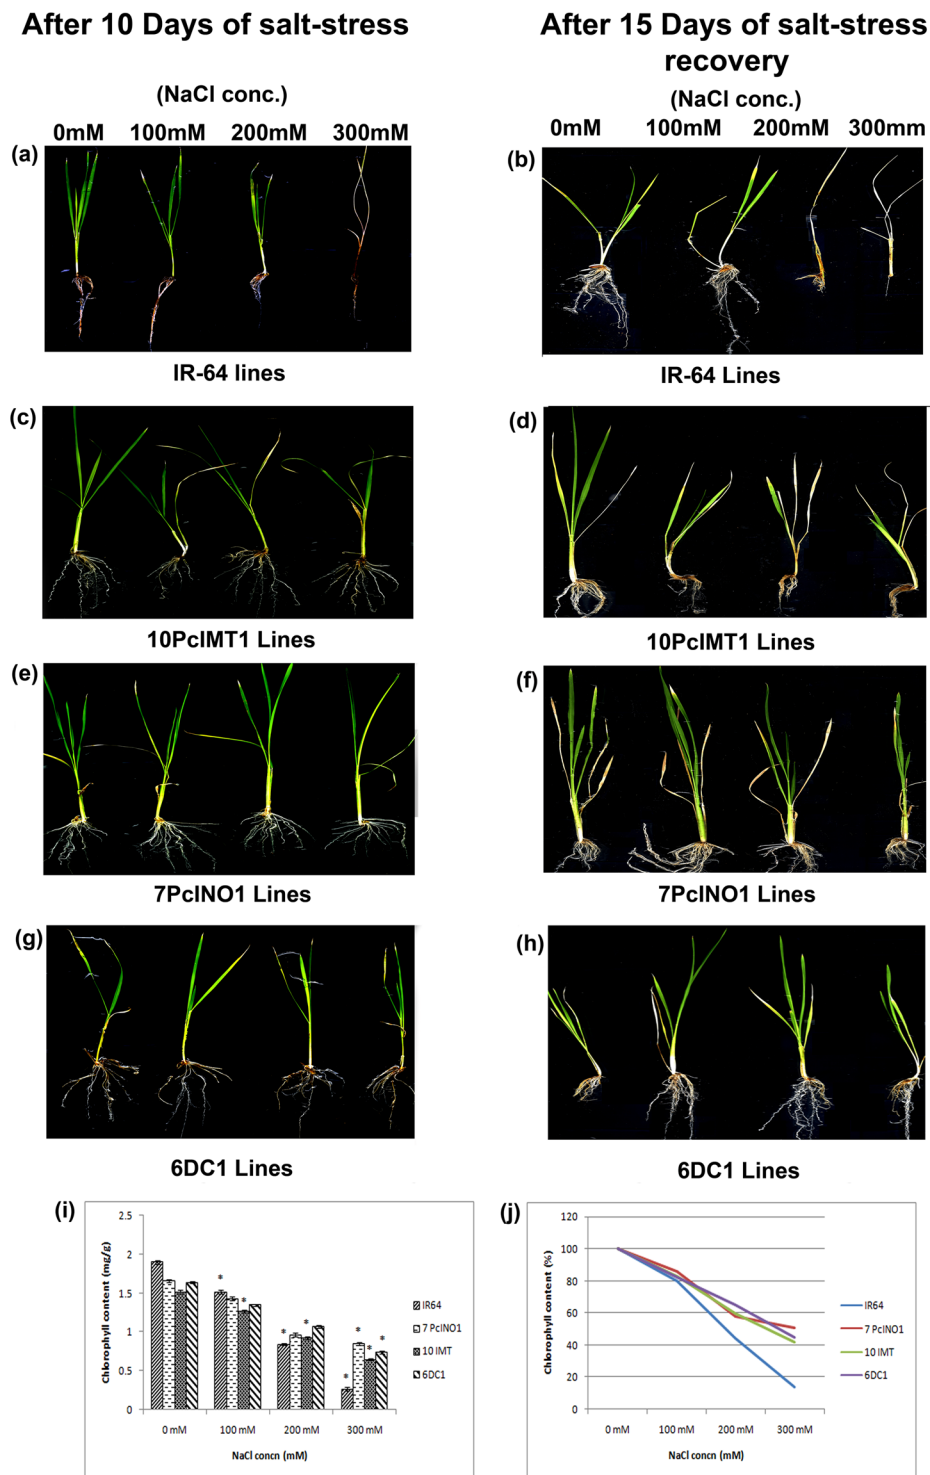 After 10 Days of salt-stress
After 15 Days of salt-stress
recovery
(NaCl conc.)
0mM 100mM 200mM 300mM
(NaCl conc.)
0mM 100mM 200mM 300mm
(a)
(b)
IR-64 lines
IR-64 Lines
(c)
(d)
10PcIMT1 Lines
10PcIMT1 Lines
(e)
(f)
7PcINO1 Lines
7PcINO1 Lines
(g)
(h)
6DC1 Lines
6DC1 Lines
(i)
Chlorophyll content (mg/g)
2.5
2
1.5
1
0.5
0
* * * * * * * *
0 mM 100 mM 200 mM 300 mM
NaCl concn (mM)
IR64
7 PcINO1
10 IMT
6DC1
(j)
Chlorophyll content (%)
120
100
80
60
40
20
0
0 mM 100 mM 200 mM 300 mM
NaCl concn (mM)
IR64
7 PcINO1
10 IMT
6DC1